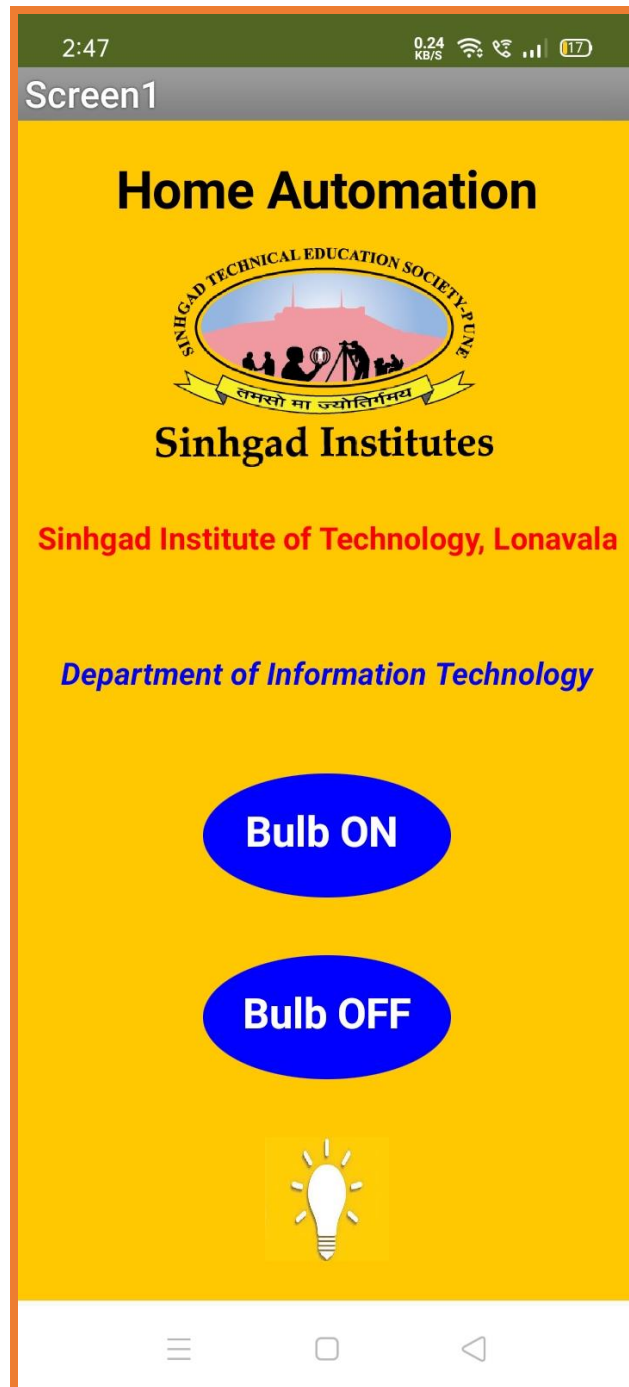 2:47 0.24 KB/S 17
Screen1
Home Automation
SINHGAD TECHNICAL EDUCATION SOCIETY-PUNE
तमसो मा ज्योतिर्गमय
Sinhgad Institutes
Sinhgad Institute of Technology, Lonavala
Department of Information Technology
Bulb ON
Bulb OFF